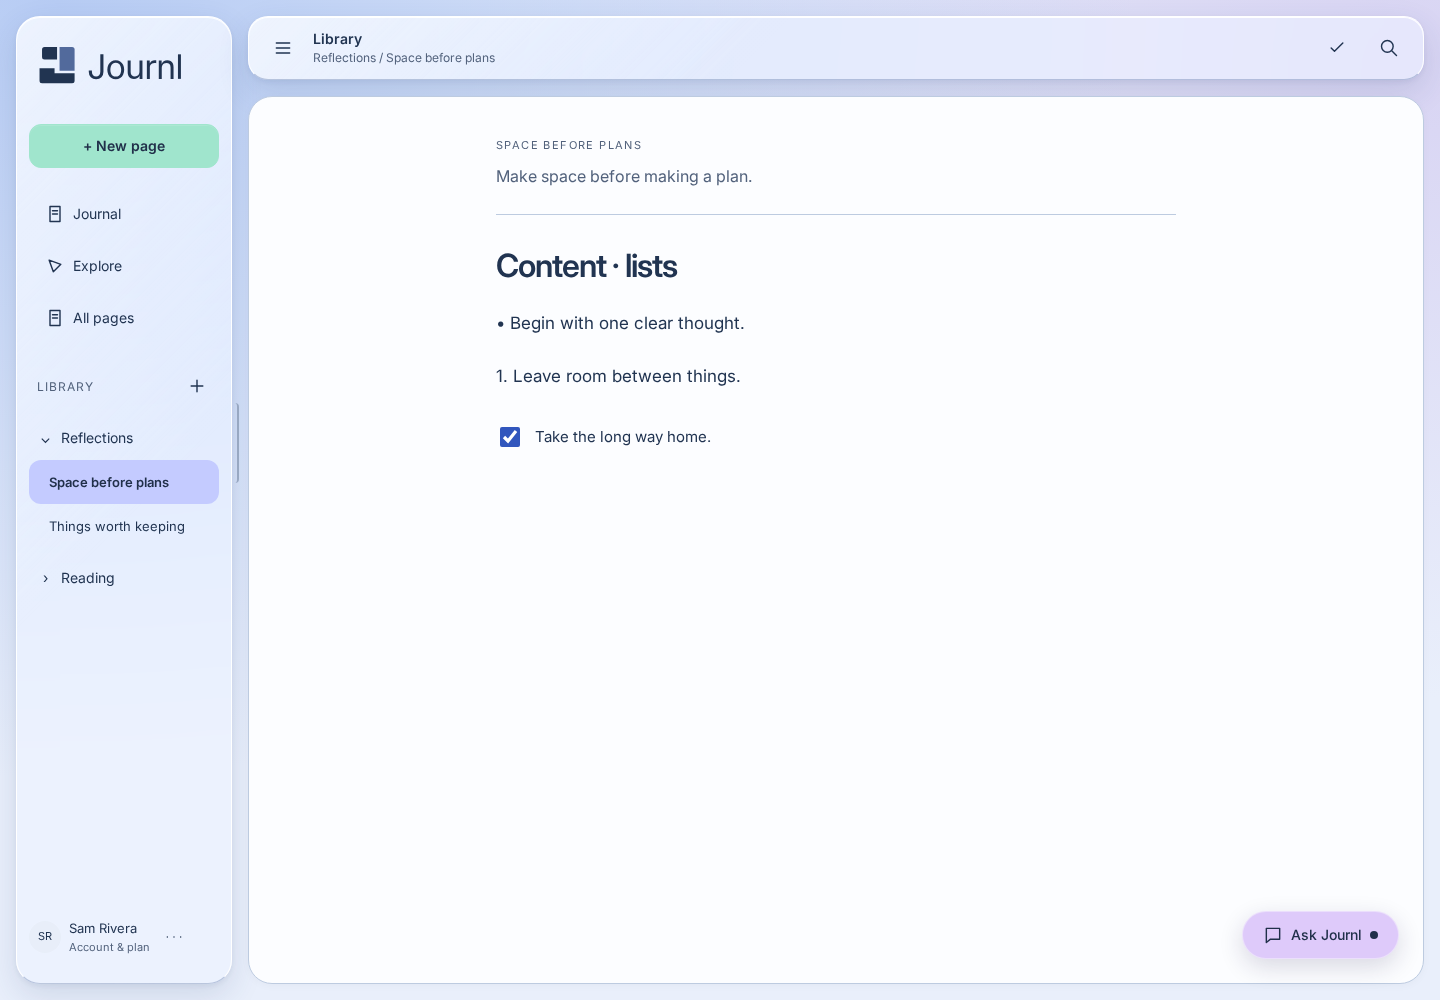 Journl
+ New page
Journal
Explore
All pages
LIBRARY
Reflections
Space before plans
Things worth keeping
Reading
SR
Sam Rivera
Account & plan
...
Library
Reflections / Space before plans
SPACE BEFORE PLANS
Make space before making a plan.
Content · lists
• Begin with one clear thought.
1. Leave room between things.
Take the long way home.
Ask Journl